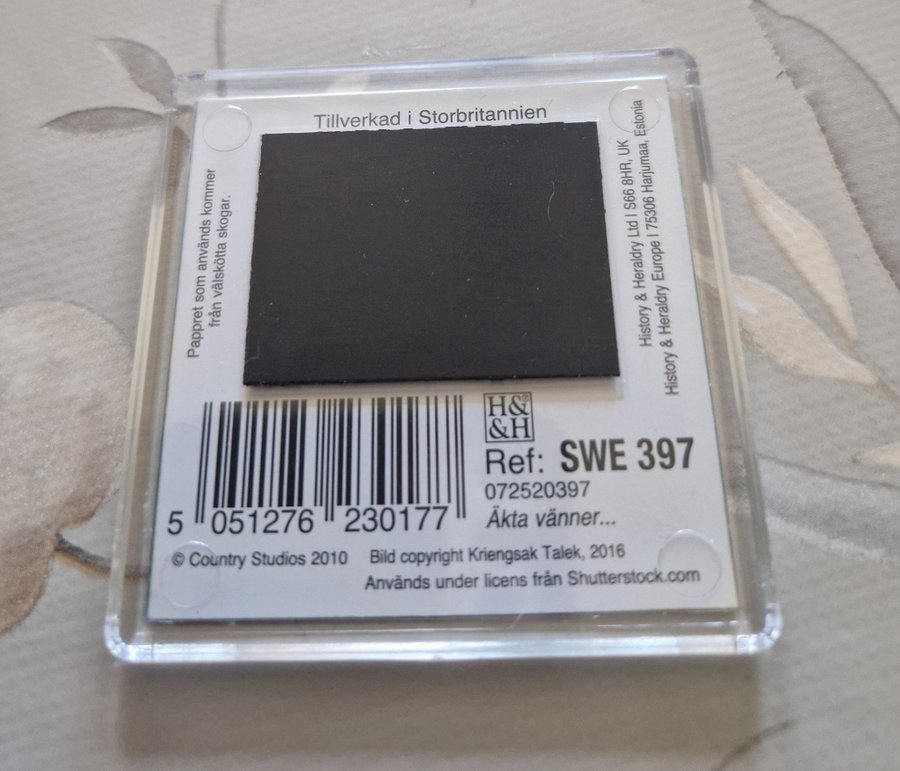 Tillverkad i Storbritannien
Pappret som används kommer
från välskötta skogar.
History & Heraldry Ltd | S66 8HR, UK
History & Heraldry Europe | 75306 Harjumaa, Estonia
H&®
&H
Ref: SWE 397
072520397
Äkta vänner...
5 051276 230177
© Country Studios 2010 Bild copyright Kriengsak Talek, 2016
Används under licens från Shutterstock.com